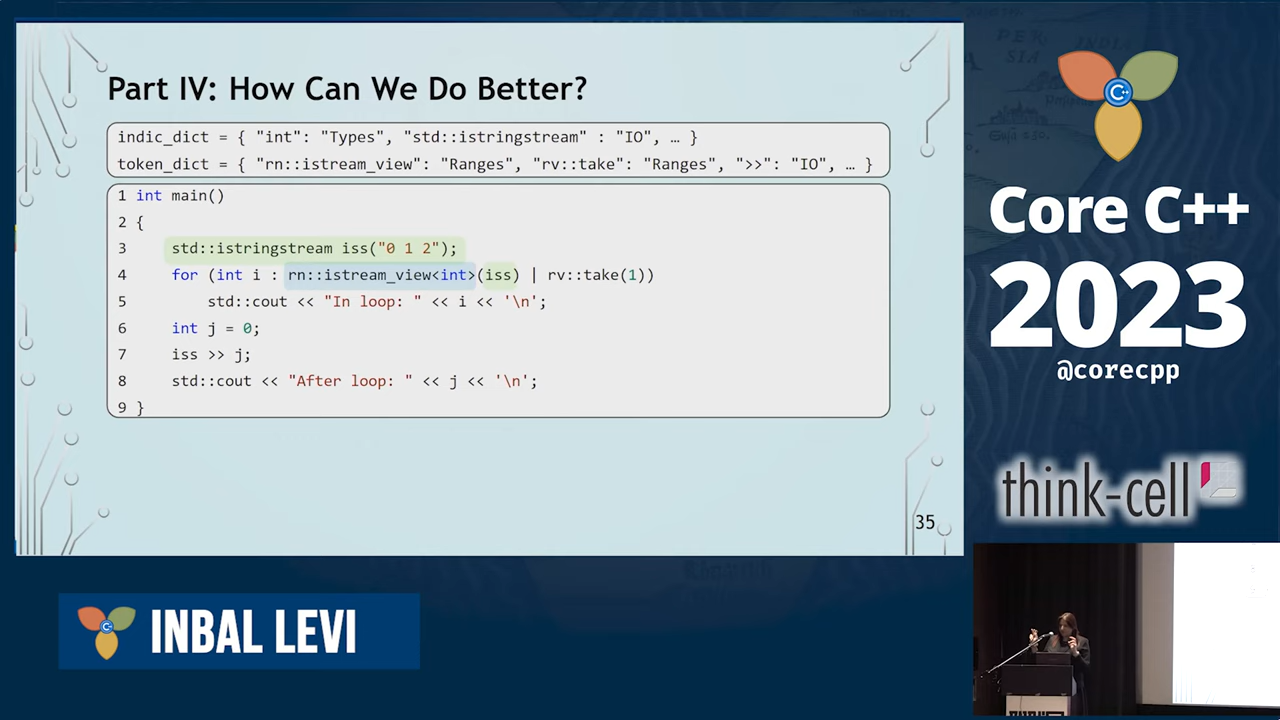 Part IV: How Can We Do Better?
indic_dict = { "int": "Types", "std::istringstream" : "IO", … }
token_dict = { "rn::istream_view": "Ranges", "rv::take": "Ranges", ">>": "IO", … }
1 int main()
2 {
3 std::istringstream iss("0 1 2");
4 for (int i : rn::istream_view<int>(iss) | rv::take(1))
5 std::cout << "In loop: " << i << '\n';
6 int j = 0;
7 iss >> j;
8 std::cout << "After loop: " << j << '\n';
9 }
35
C++
Core C++
2023
@corecpp
think-cell
C++
INBAL LEVI